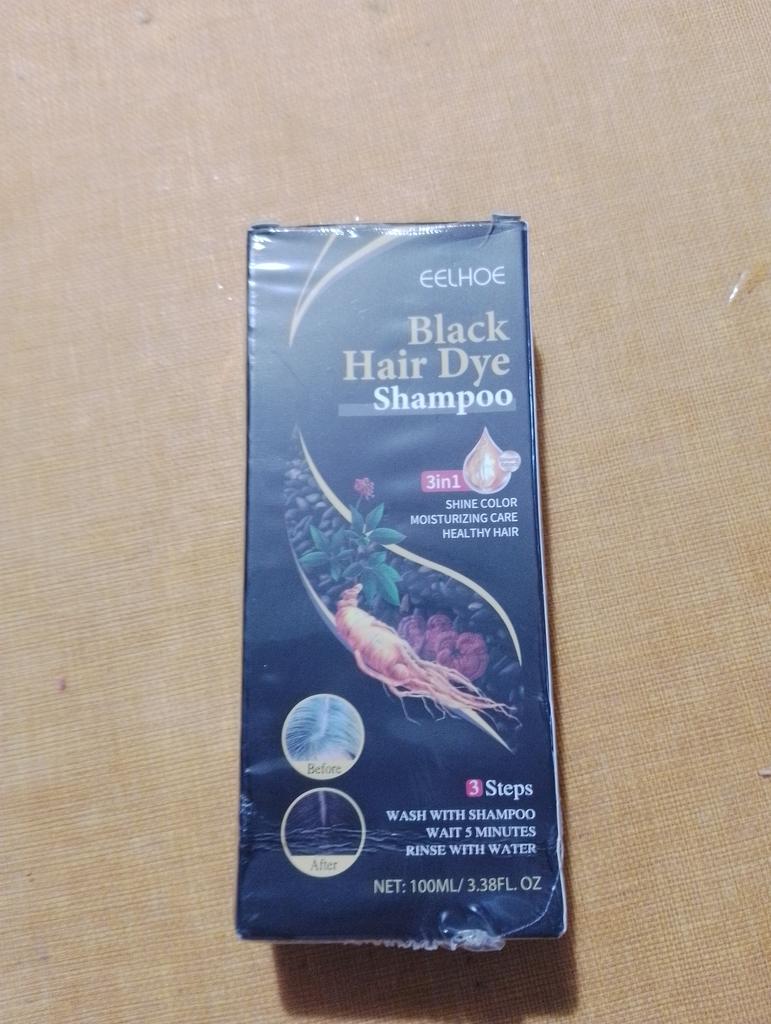 EELHOE
Black
Hair Dye
Shampoo
3in1
SHINE COLOR
MOISTURIZING CARE
HEALTHY HAIR
Before
After
3 Steps
WASH WITH SHAMPOO
WAIT 5 MINUTES
RINSE WITH WATER
NET: 100ML/ 3.38FL. OZ